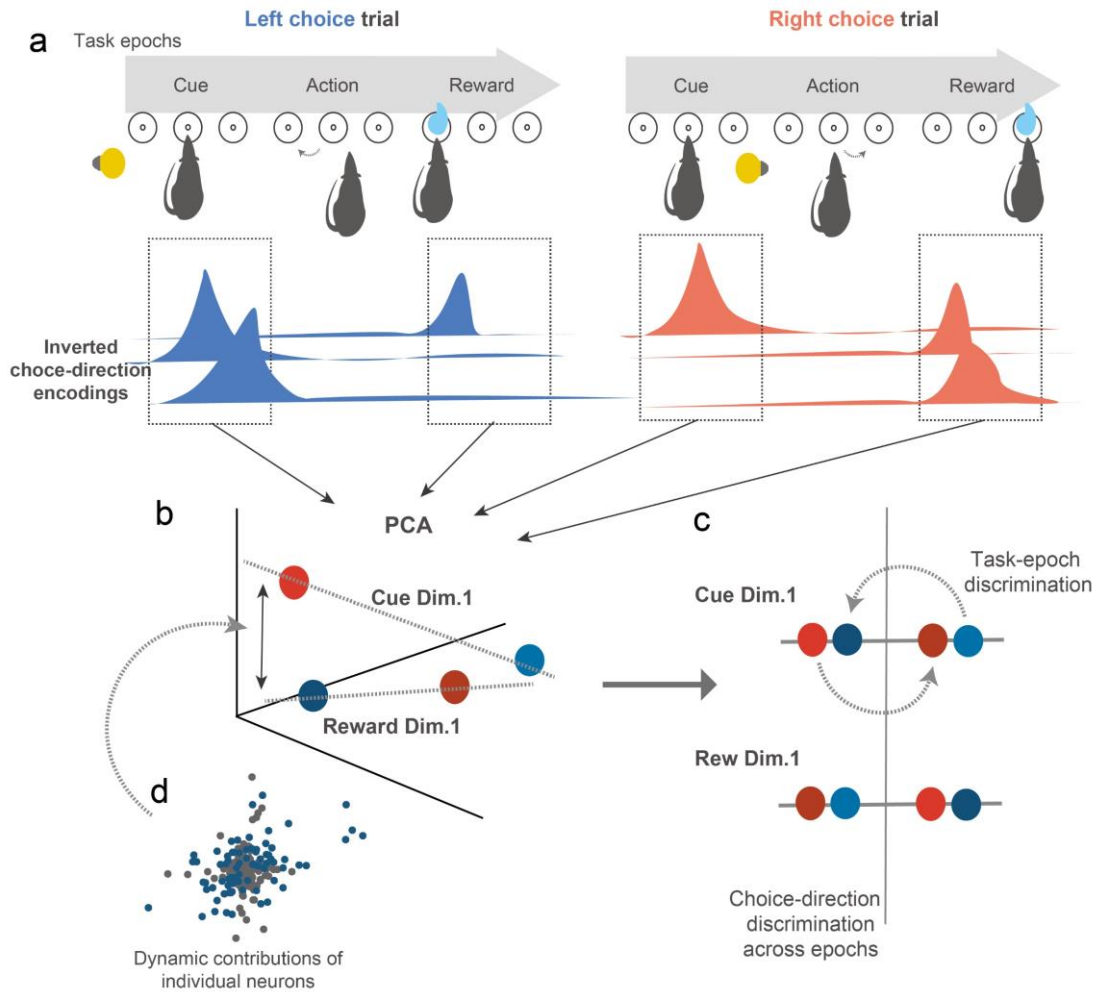 Left choice trial
Right choice trial
a
Task epochs
Cue Action Reward
Cue Action Reward
Inverted
choce-direction
encodings
b
PCA
c
Cue Dim.1
Reward Dim.1
Task-epoch
discrimination
Cue Dim.1
Rew Dim.1
d
Choice-direction
discrimination
across epochs
Dynamic contributions of
individual neurons